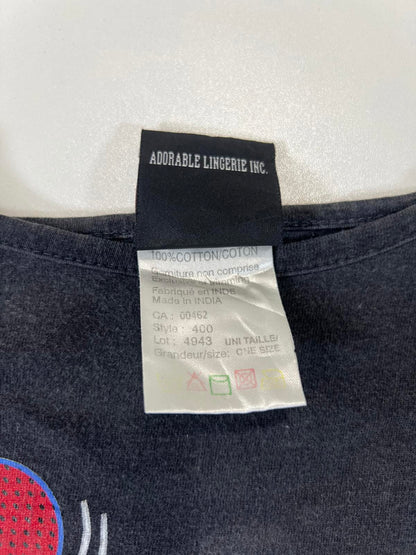 ADORABLE LINGERIE INC.
100%COTTON/COTON
Garniture non comprise
Exclusive of trimming
Fabriqué en INDE
Made in INDIA
CA: 00462
Style: 400
Lot: 4943 UNI TAILLE/
Grandeur/size: ONE SIZE